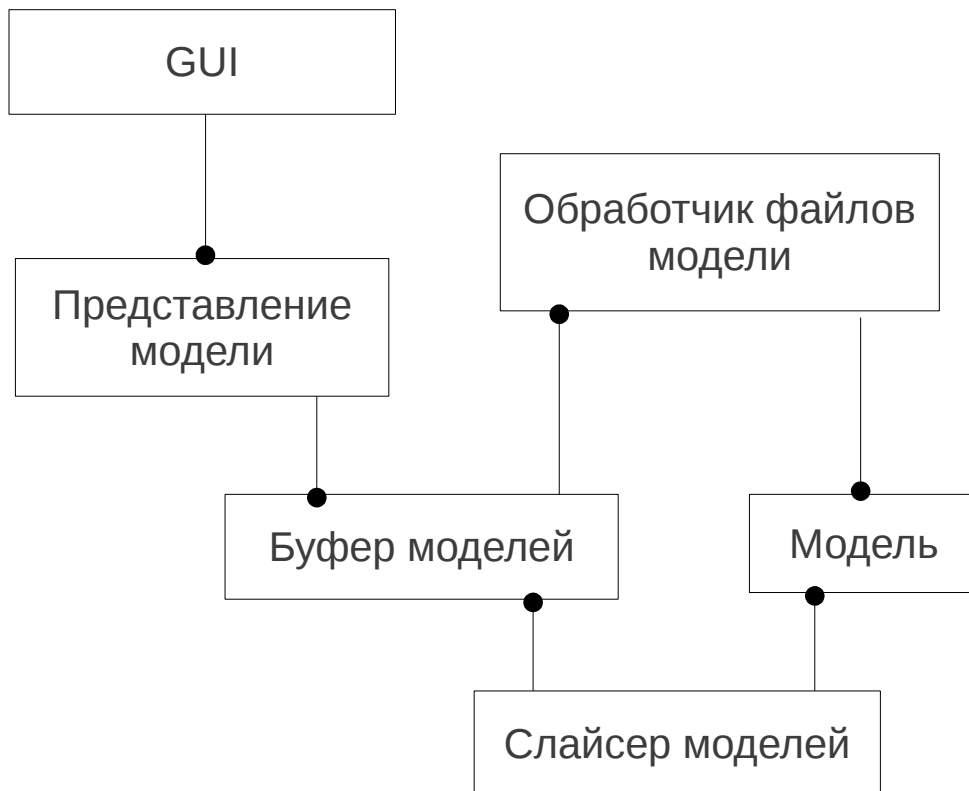 GUI
Обработчик файлов
модели
Представление
модели
Буфер моделей
Модель
Слайсер моделей